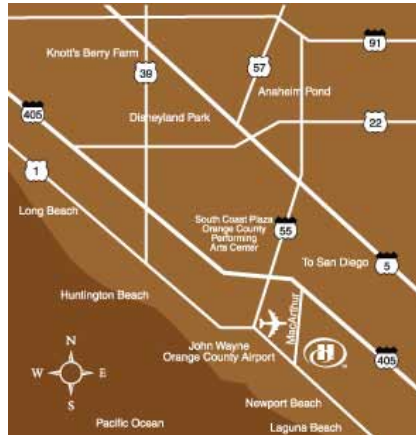 91
Knott's Berry Farm
57
39
Anaheim Pond
405
Disneyland Park
22
1
Long Beach
South Coast Plaza
Orange County
Performing
Arts Center
55
To San Diego
5
Huntington Beach
MacArthur
N
W E
S
John Wayne
Orange County Airport
H
405
Newport Beach
Pacific Ocean
Laguna Beach